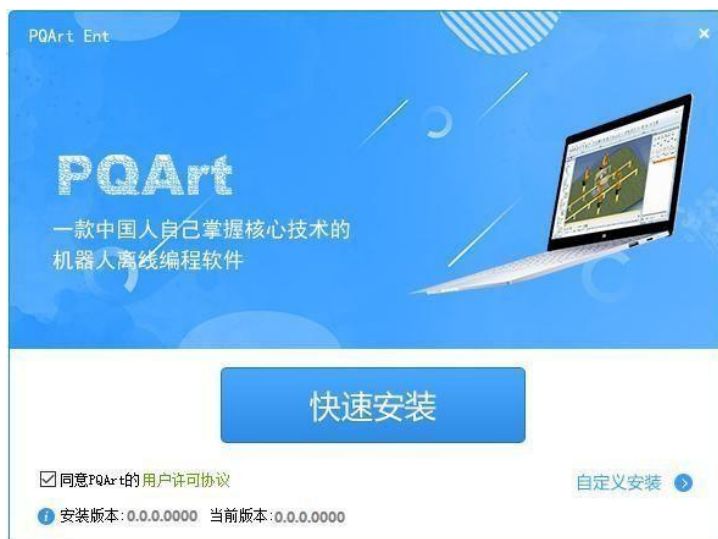 PQArt Ent
PQArt
一款中国人自己掌握核心技术的
机器人离线编程软件
快速安装
同意PQArt的用户许可协议
自定义安装
安装版本:0.0.0.0000 当前版本:0.0.0.0000